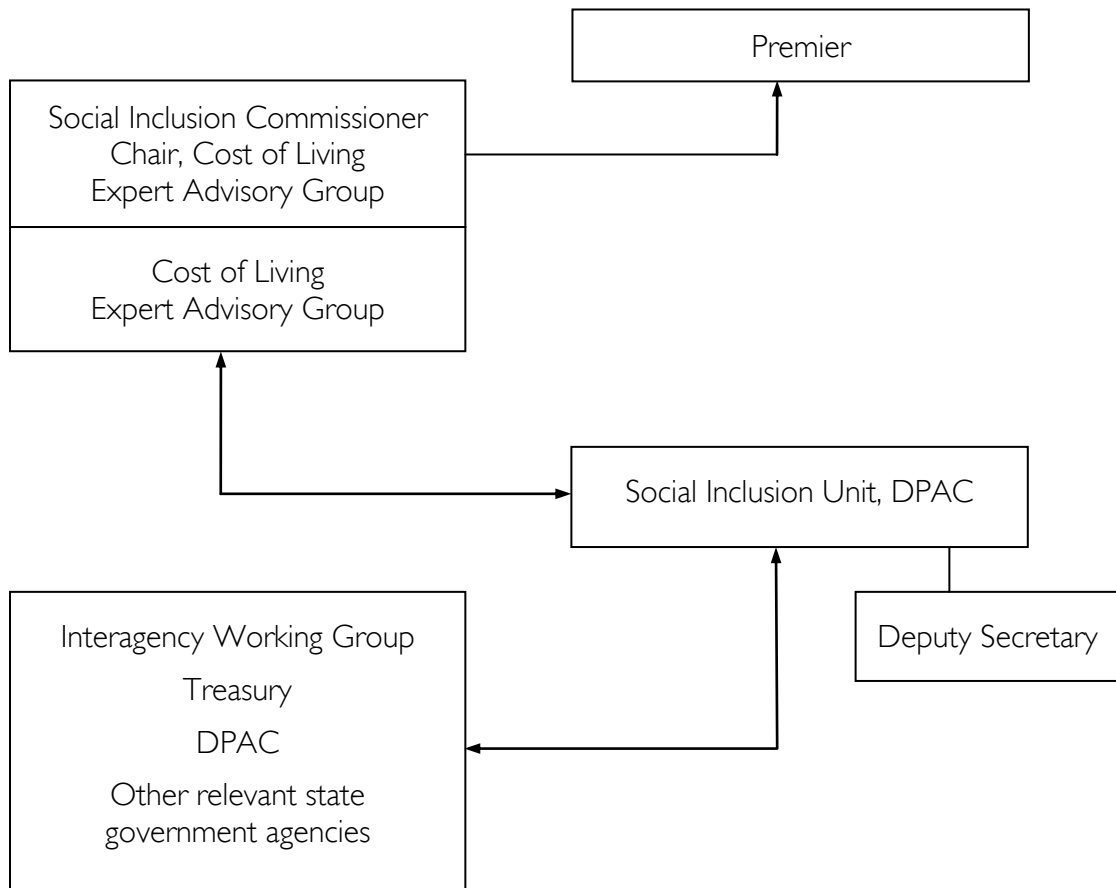 Premier
Social Inclusion Commissioner
Chair, Cost of Living
Expert Advisory Group
Cost of Living
Expert Advisory Group
Social Inclusion Unit, DPAC
Deputy Secretary
Interagency Working Group
Treasury
DPAC
Other relevant state
government agencies